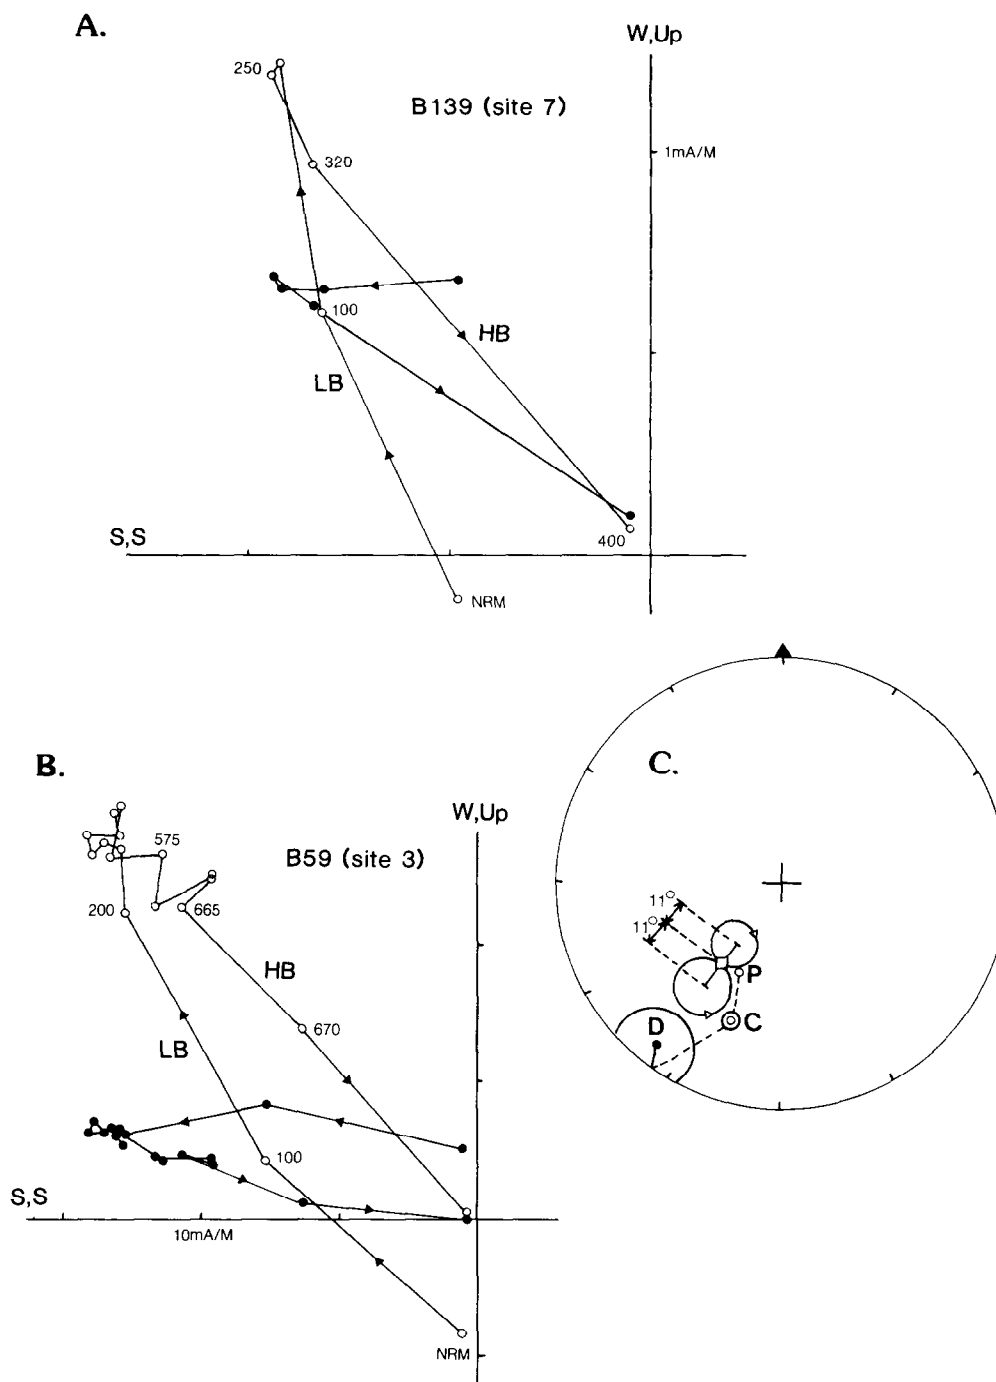 A.
W,Up
250
B139 (site 7)
1mA/M
320
100
HB
LB
S,S
400
NRM
B.
C.
W,Up
575
B59 (site 3)
11°
11°
200
665
P
HB
C
D
670
LB
100
S,S
10mA/M
NRM